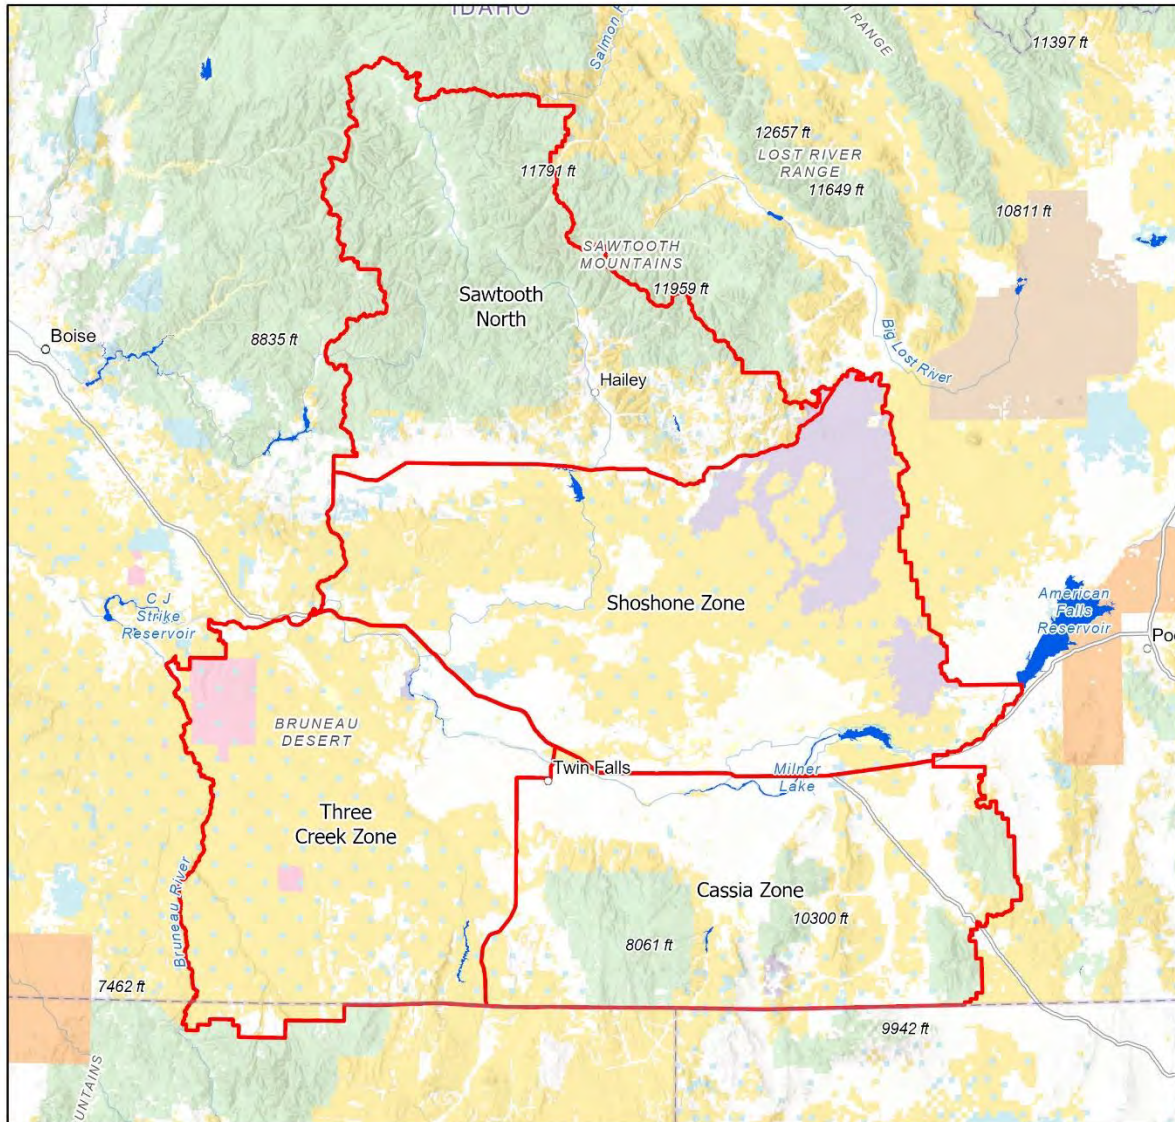 IDAHO
Salmon
RANGE
11397 ft
12657 ft
LOST RIVER
RANGE
11649 ft
11791 ft
10811 ft
SAWTOOTH
MOUNTAINS
11959 ft
Sawtooth
North
Boise
8835 ft
Big Lost River
Hailey
C J
Strike
Reservoir
Shoshone Zone
American
Falls
Reservoir
Po
BRUNEAU
DESERT
Twin Falls
Milner
Lake
Three
Creek Zone
Bruneau River
Cassia Zone
10300 ft
8061 ft
7462 ft
9942 ft
UNTAINS